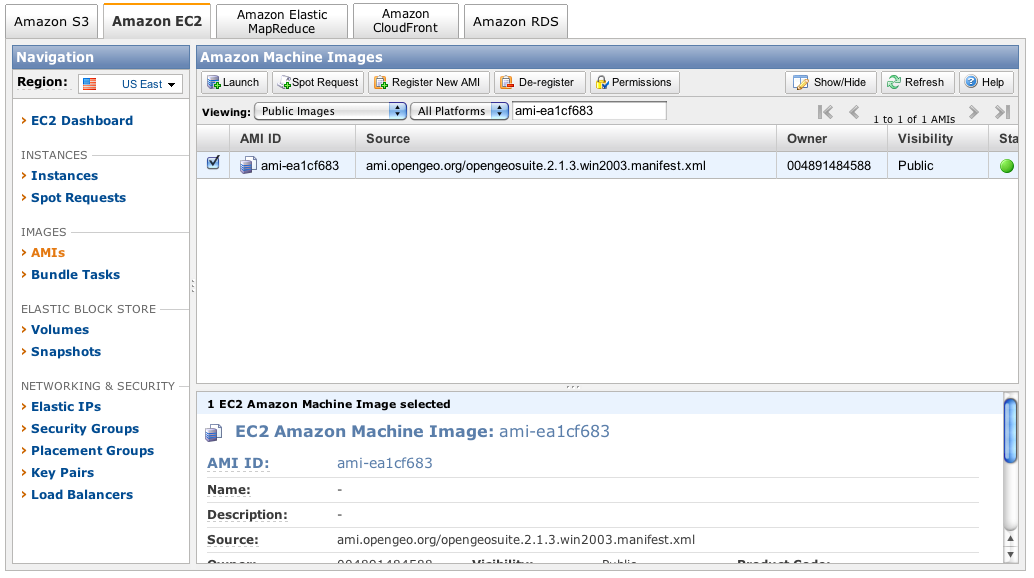 Amazon S3
Amazon EC2
Amazon Elastic
MapReduce
Amazon
CloudFront
Amazon RDS
Navigation
Region: US East
EC2 Dashboard
INSTANCES
Instances
Spot Requests
IMAGES
AMIs
Bundle Tasks
ELASTIC BLOCK STORE
Volumes
Snapshots
NETWORKING & SECURITY
Elastic IPs
Security Groups
Placement Groups
Key Pairs
Load Balancers
Amazon Machine Images
Launch Spot Request Register New AMI De-register Permissions Show/Hide Refresh Help
Viewing: Public Images All Platforms ami-ea1cf683 1 to 1 of 1 AMIs
AMI ID Source Owner Visibility Sta
ami-ea1cf683 ami.opengeo.org/opengeosuite.2.1.3.win2003.manifest.xml 004891484588 Public
1 EC2 Amazon Machine Image selected
EC2 Amazon Machine Image: ami-ea1cf683
AMI ID: ami-ea1cf683
Name: -
Description: -
Source: ami.opengeo.org/opengeosuite.2.1.3.win2003.manifest.xml
Owner: 004891484588 Visibility: Public Product Code: